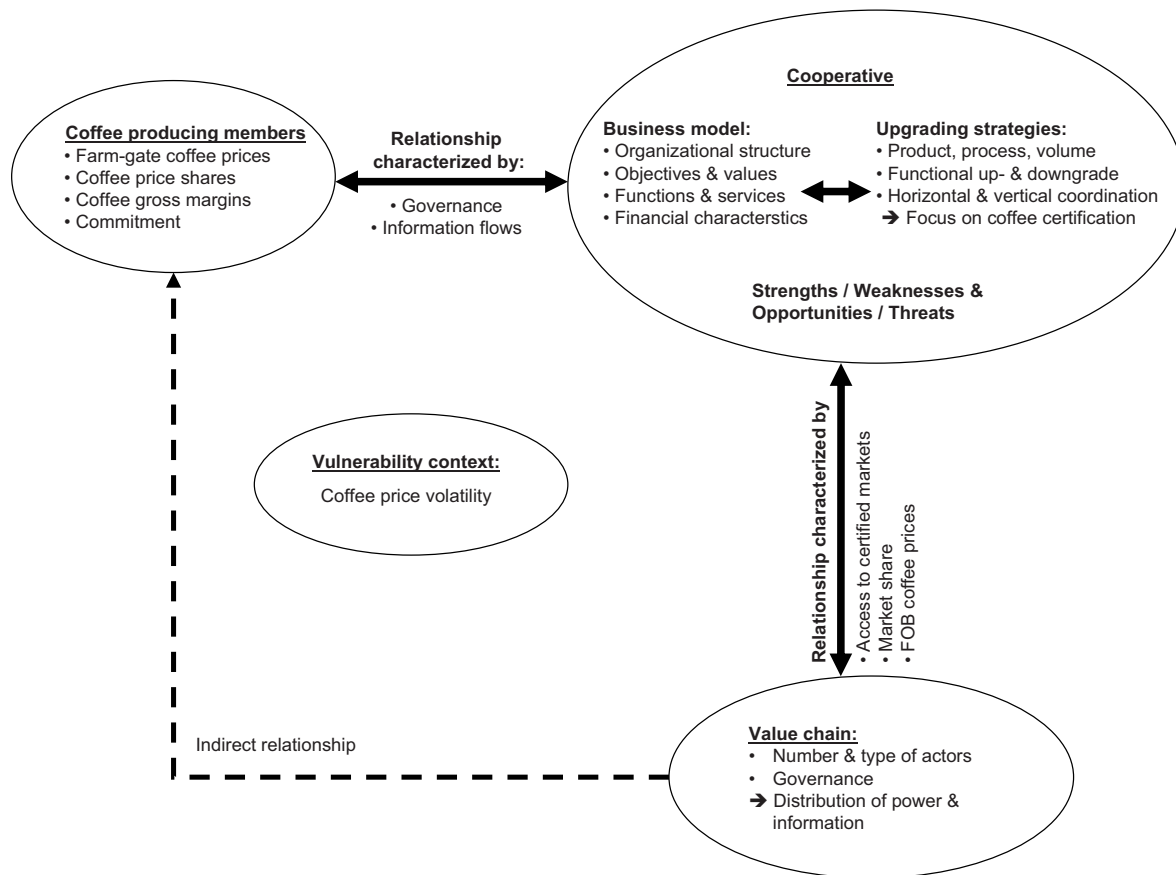 Cooperative
Coffee producing members
• Farm-gate coffee prices
• Coffee price shares
• Coffee gross margins
• Commitment
Relationship
characterized by:
• Governance
• Information flows
Business model:
• Organizational structure
• Objectives & values
• Functions & services
• Financial characterstics
Upgrading strategies:
• Product, process, volume
• Functional up- & downgrade
• Horizontal & vertical coordination
➔ Focus on coffee certification
Strengths / Weaknesses &
Opportunities / Threats
Relationship characterized by
• Access to certified markets
• Market share
• FOB coffee prices
Vulnerability context:
Coffee price volatility
Indirect relationship
Value chain:
• Number & type of actors
• Governance
➔ Distribution of power &
information